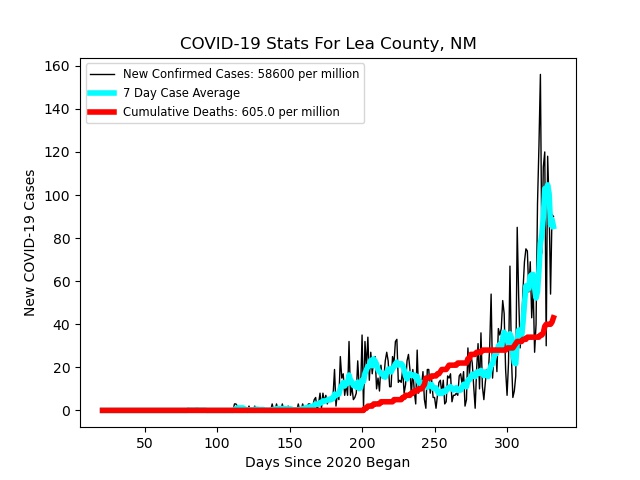 COVID-19 Stats For Lea County, NM
New Confirmed Cases: 58600 per million
7 Day Case Average
Cumulative Deaths: 605.0 per million
New COVID-19 Cases
160
140
120
100
80
60
40
20
0
50 100 150 200 250 300
Days Since 2020 Began